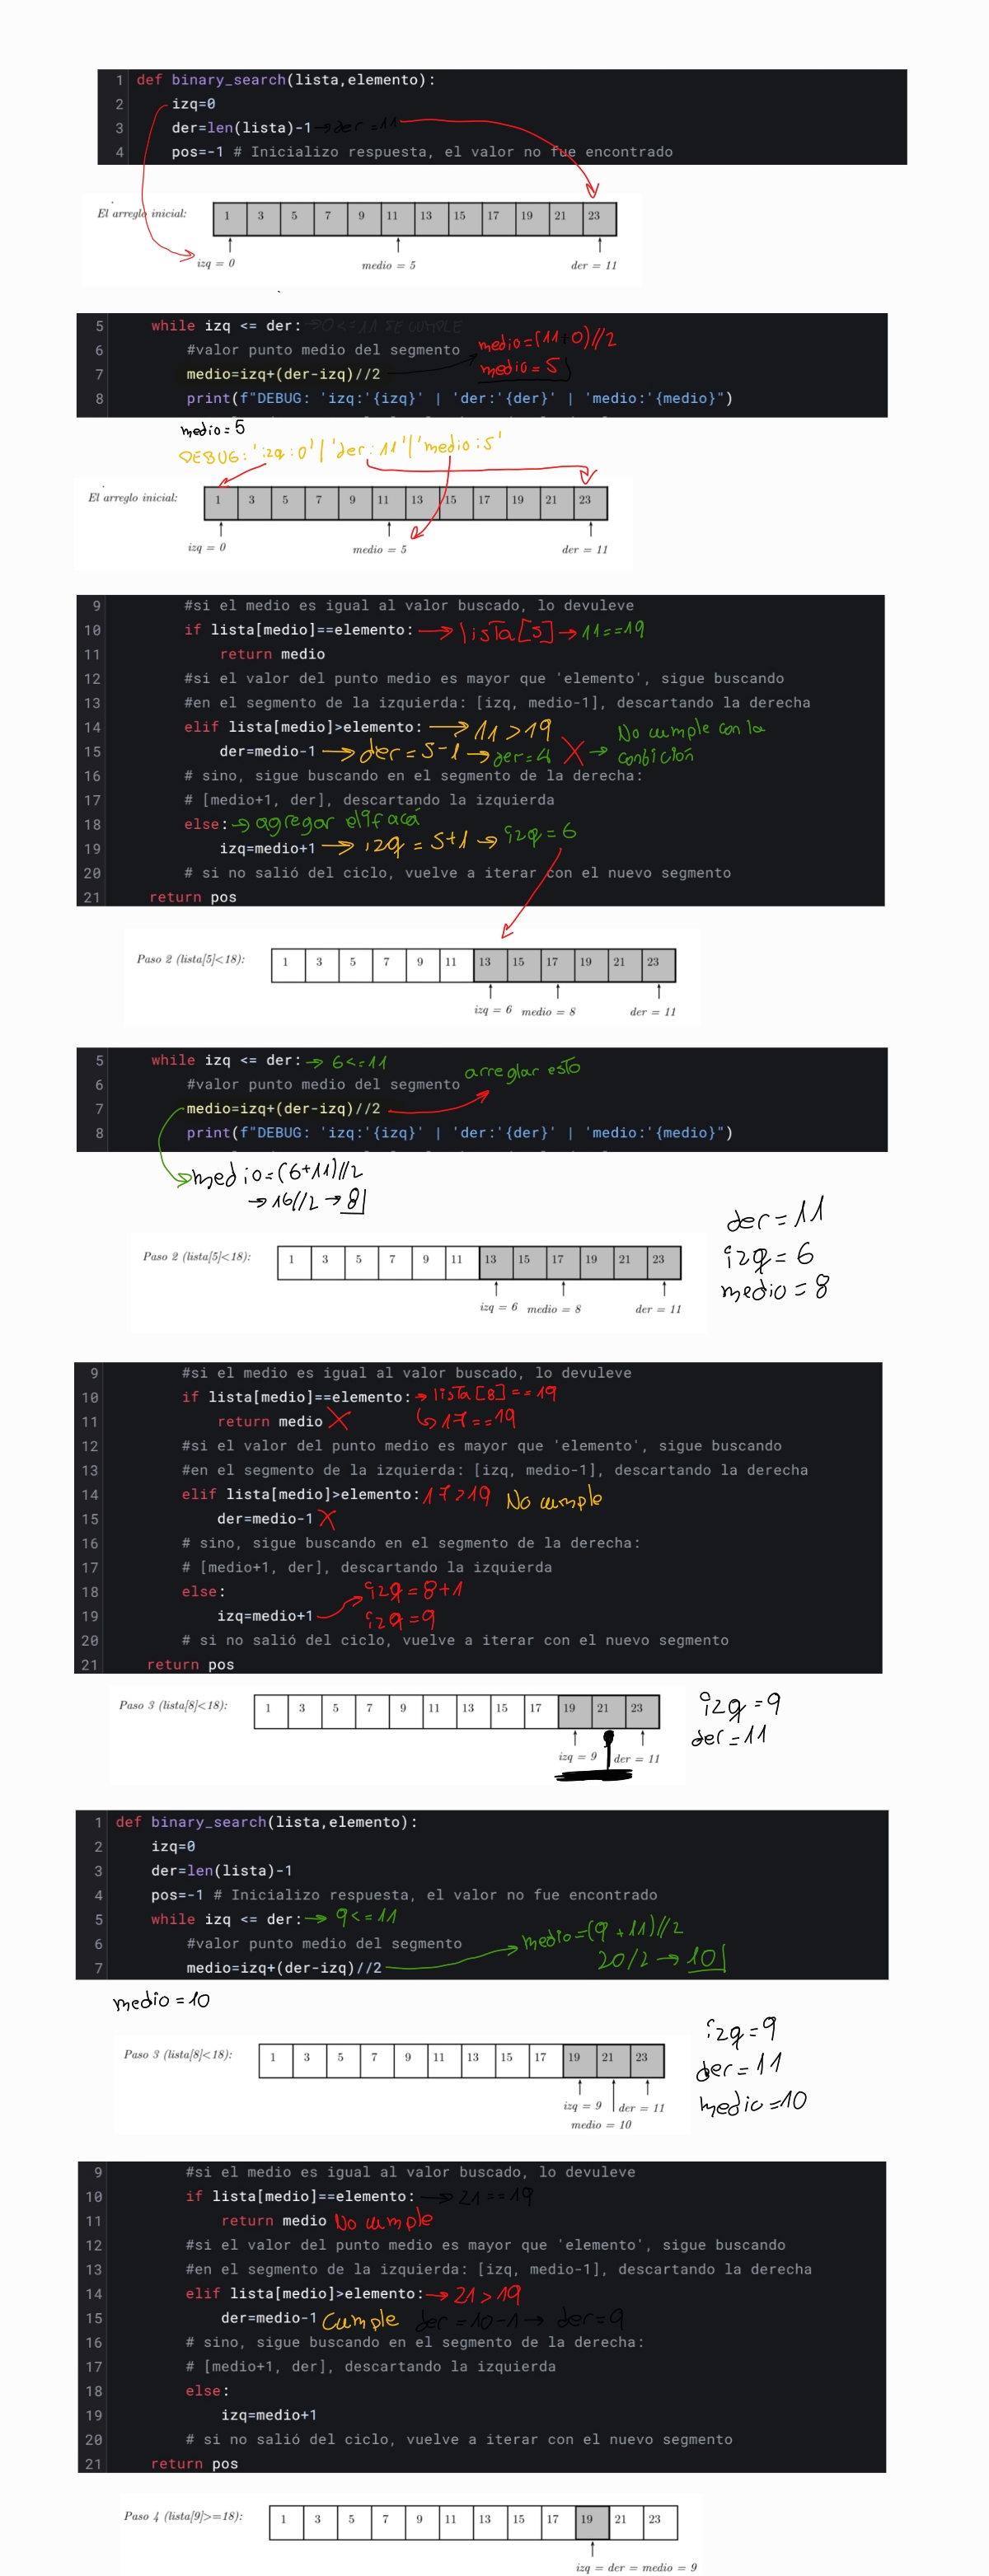 1 def binary_search(lista,elemento):
2 izq=0
3 der=len(lista)-1 → der = 11
4 pos=-1 # Inicializo respuesta, el valor no fue encontrado
El arreglo inicial: 1 3 5 7 9 11 13 15 17 19 21 23
izq = 0 medio = 5 der = 11
5 while izq <= der: → 0 <= 11 SE CUMPLE
6 #valor punto medio del segmento medio=(11+0)//2
7 medio=izq+(der-izq)//2 medio=5
8 print(f"DEBUG: 'izq:'{izq}' | 'der:'{der}' | 'medio:'{medio}")
medio=5
DEBUG:'izq:0'|'der:11'|'medio:5'
El arreglo inicial: 1 3 5 7 9 11 13 15 17 19 21 23
izq = 0 medio = 5 der = 11
9 #si el medio es igual al valor buscado, lo devuleve
10 if lista[medio]==elemento: → lista[5] → 11==19
11 return medio
12 #si el valor del punto medio es mayor que 'elemento', sigue buscando
13 #en el segmento de la izquierda: [izq, medio-1], descartando la derecha
14 elif lista[medio]>elemento: → 11 > 19 No cumple con la
15 der=medio-1 → der = 5-1 → der=4 X → condición
16 # sino, sigue buscando en el segmento de la derecha:
17 # [medio+1, der], descartando la izquierda
18 else: → agregar elif acá
19 izq=medio+1 → izq = 5+1 → izq = 6
20 # si no salió del ciclo, vuelve a iterar con el nuevo segmento
21 return pos
Paso 2 (lista[5]<18): 1 3 5 7 9 11 13 15 17 19 21 23
izq = 6 medio = 8 der = 11
5 while izq <= der: → 6<=11
6 #valor punto medio del segmento arreglar esto
7 medio=izq+(der-izq)//2
8 print(f"DEBUG: 'izq:'{izq}' | 'der:'{der}' | 'medio:'{medio}")
medio=(6+11)//2
→ 16//2 → 8
der=11
izq=6
medio=8
Paso 2 (lista[5]<18): 1 3 5 7 9 11 13 15 17 19 21 23
izq = 6 medio = 8 der = 11
9 #si el medio es igual al valor buscado, lo devuleve
10 if lista[medio]==elemento: → lista[8]==19
11 return medio X ↳ 17==19
12 #si el valor del punto medio es mayor que 'elemento', sigue buscando
13 #en el segmento de la izquierda: [izq, medio-1], descartando la derecha
14 elif lista[medio]>elemento: 17>19 No cumple
15 der=medio-1 X
16 # sino, sigue buscando en el segmento de la derecha:
17 # [medio+1, der], descartando la izquierda
18 else: izq=8+1
19 izq=medio+1 izq=9
20 # si no salió del ciclo, vuelve a iterar con el nuevo segmento
21 return pos
Paso 3 (lista[8]<18): 1 3 5 7 9 11 13 15 17 19 21 23
izq = 9 der = 11
izq=9
der=11
1 def binary_search(lista,elemento):
2 izq=0
3 der=len(lista)-1
4 pos=-1 # Inicializo respuesta, el valor no fue encontrado
5 while izq <= der: → 9<=11
6 #valor punto medio del segmento medio=(9+11)//2
7 medio=izq+(der-izq)//2 20/2 → 10
medio=10
izq=9
der=11
medio=10
Paso 3 (lista[8]<18): 1 3 5 7 9 11 13 15 17 19 21 23
izq = 9 der = 11
medio = 10
9 #si el medio es igual al valor buscado, lo devuleve
10 if lista[medio]==elemento: → 21==19
11 return medio No cumple
12 #si el valor del punto medio es mayor que 'elemento', sigue buscando
13 #en el segmento de la izquierda: [izq, medio-1], descartando la derecha
14 elif lista[medio]>elemento: → 21>19
15 der=medio-1 Cumple der=10-1 → der=9
16 # sino, sigue buscando en el segmento de la derecha:
17 # [medio+1, der], descartando la izquierda
18 else:
19 izq=medio+1
20 # si no salió del ciclo, vuelve a iterar con el nuevo segmento
21 return pos
Paso 4 (lista[9]>=18): 1 3 5 7 9 11 13 15 17 19 21 23
izq = der = medio = 9